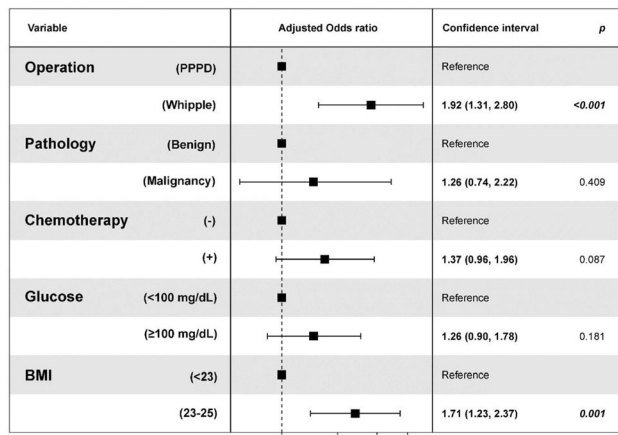 Variable Adjusted Odds ratio Confidence interval p
Operation (PPPD) Reference
(Whipple) 1.92 (1.31, 2.80) <0.001
Pathology (Benign) Reference
(Malignancy) 1.26 (0.74, 2.22) 0.409
Chemotherapy (-) Reference
(+) 1.37 (0.96, 1.96) 0.087
Glucose (<100 mg/dL) Reference
(≥100 mg/dL) 1.26 (0.90, 1.78) 0.181
BMI (<23) Reference
(23-25) 1.71 (1.23, 2.37) 0.001